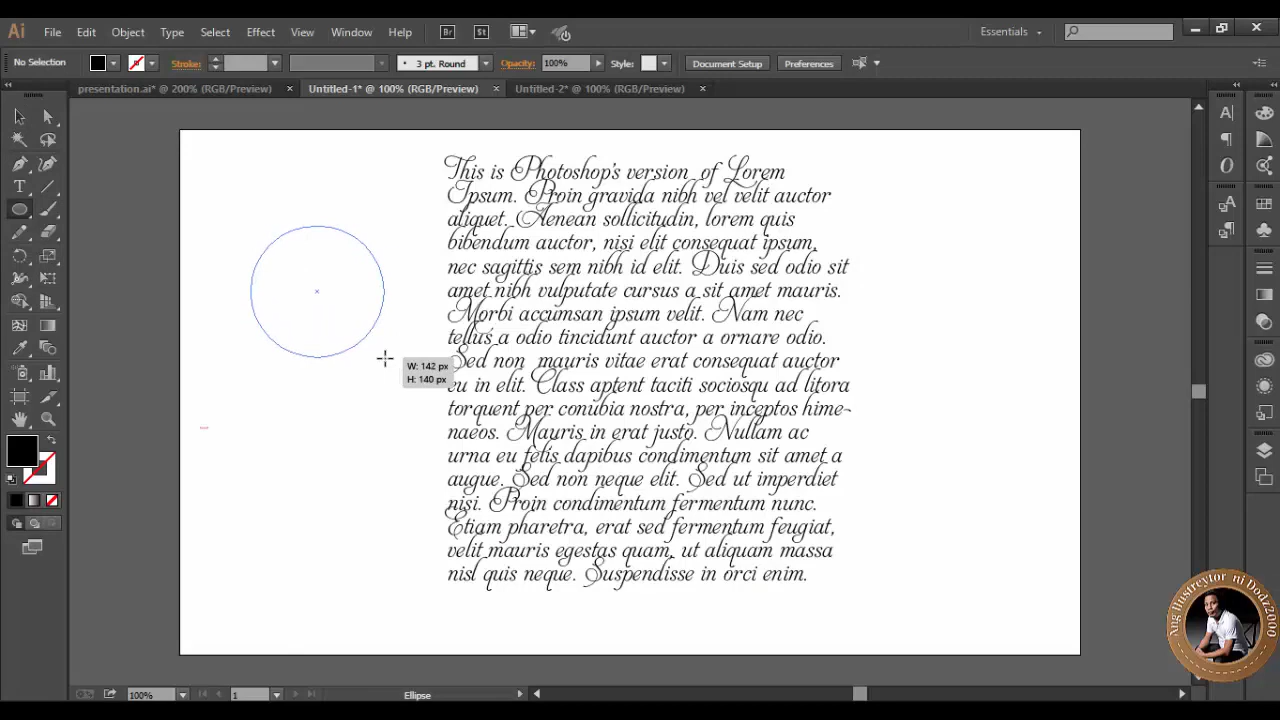 Ai File Edit Object Type Select Effect View Window Help Br St Essentials
No Selection Stroke: 3 pt. Round Opacity: 100% Style: Document Setup Preferences
presentation.ai* @ 200% (RGB/Preview) × Untitled-1* @ 100% (RGB/Preview) × Untitled-2* @ 100% (RGB/Preview) ×
This is Photoshop's version of Lorem
Ipsum. Proin gravida nibh vel velit auctor
aliquet. Aenean sollicitudin, lorem quis
bibendum auctor, nisi elit consequat ipsum,
nec sagittis sem nibh id elit. Duis sed odio sit
amet nibh vulputate cursus a sit amet mauris.
Morbi accumsan ipsum velit. Nam nec
tellus a odio tincidunt auctor a ornare odio.
Sed non mauris vitae erat consequat auctor
eu in elit. Class aptent taciti sociosqu ad litora
torquent per conubia nostra, per inceptos hime-
naeos. Mauris in erat justo. Nullam ac
urna eu felis dapibus condimentum sit amet a
augue. Sed non neque elit. Sed ut imperdiet
nisi. Proin condimentum fermentum nunc.
Etiam pharetra, erat sed fermentum feugiat,
velit mauris egestas quam, ut aliquam massa
nisl quis neque. Suspendisse in orci enim.
W: 142 px
H: 140 px
Ang Ilustreytor ni Dodz2000
100% 1 Ellipse